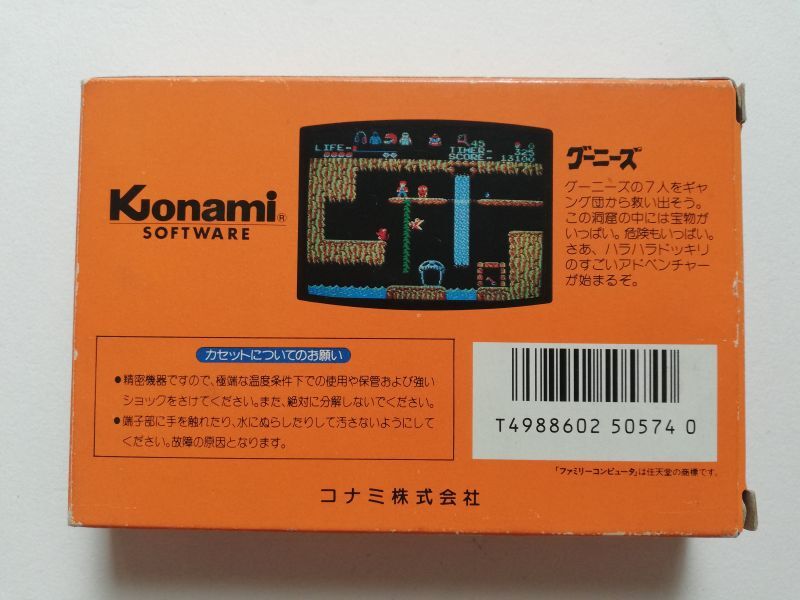 Konami®
SOFTWARE
LIFE-
45
TIMER- 325
SCORE- 13100
グーニーズ
グーニーズの7人をギャ
ング団から救い出そう。
この洞窟の中には宝物が
いっぱい。危険もいっぱい。
さあ、ハラハラドッキリ
のすごいアドベンチャー
が始まるぞ。
カセットについてのお願い
●精密機器ですので、極端な温度条件下での使用や保管および強い
ショックをさけてください。また、絶対に分解しないでください。
●端子部に手を触れたり、水にぬらしたりして汚さないようにして
ください。故障の原因となります。
T4988602 50574 0
「ファミリーコンピュータ」は任天堂の商標です。
コナミ株式会社